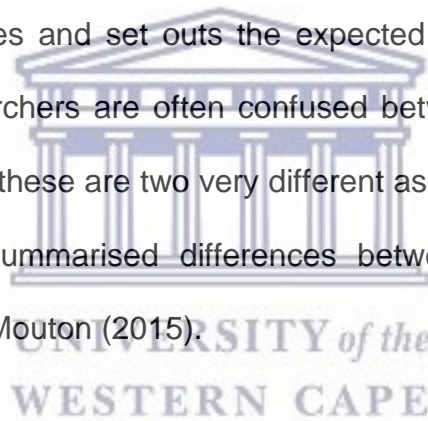 es and set outs the expected
rchers are often confused betw
these are two very different as
ummarised differences betwe
Mouton (2015).
UNIVERSITY of the
WESTERN CAPE